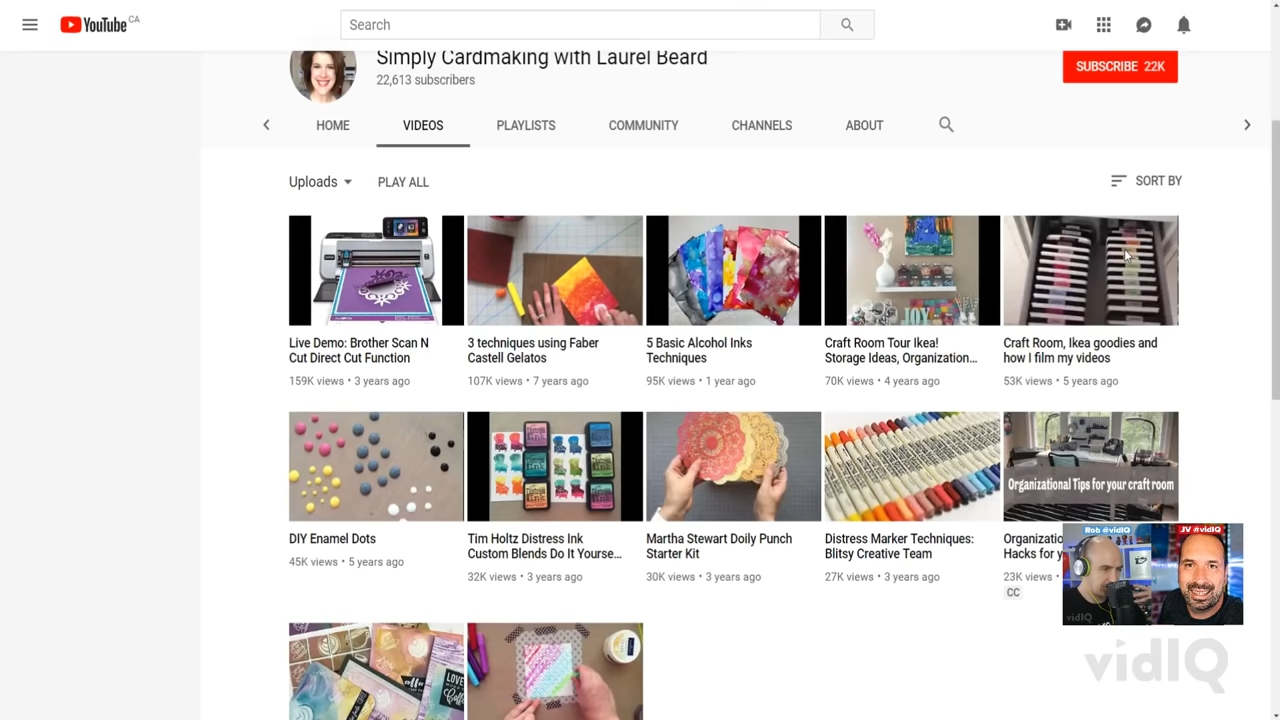 YouTube CA
Search
Simply Cardmaking with Laurel Beard
22,613 subscribers
SUBSCRIBE 22K
HOME
VIDEOS
PLAYLISTS
COMMUNITY
CHANNELS
ABOUT
Uploads
PLAY ALL
SORT BY
JOY
Live Demo: Brother Scan N
Cut Direct Cut Function
159K views • 3 years ago
3 techniques using Faber
Castell Gelatos
107K views • 7 years ago
5 Basic Alcohol Inks
Techniques
95K views • 1 year ago
Craft Room Tour Ikea!
Storage Ideas, Organization...
70K views • 4 years ago
Craft Room, Ikea goodies and
how I film my videos
53K views • 5 years ago
Organizational Tips for your craft room
DIY Enamel Dots
45K views • 5 years ago
Tim Holtz Distress Ink
Custom Blends Do It Yourse...
32K views • 3 years ago
Martha Stewart Doily Punch
Starter Kit
30K views • 3 years ago
Distress Marker Techniques:
Blitsy Creative Team
27K views • 3 years ago
Organizatio
Hacks for y
23K views
CC
Rob @vidIQ
JV @vidIQ
vidIQ
LOVE
coffee
vidIQ